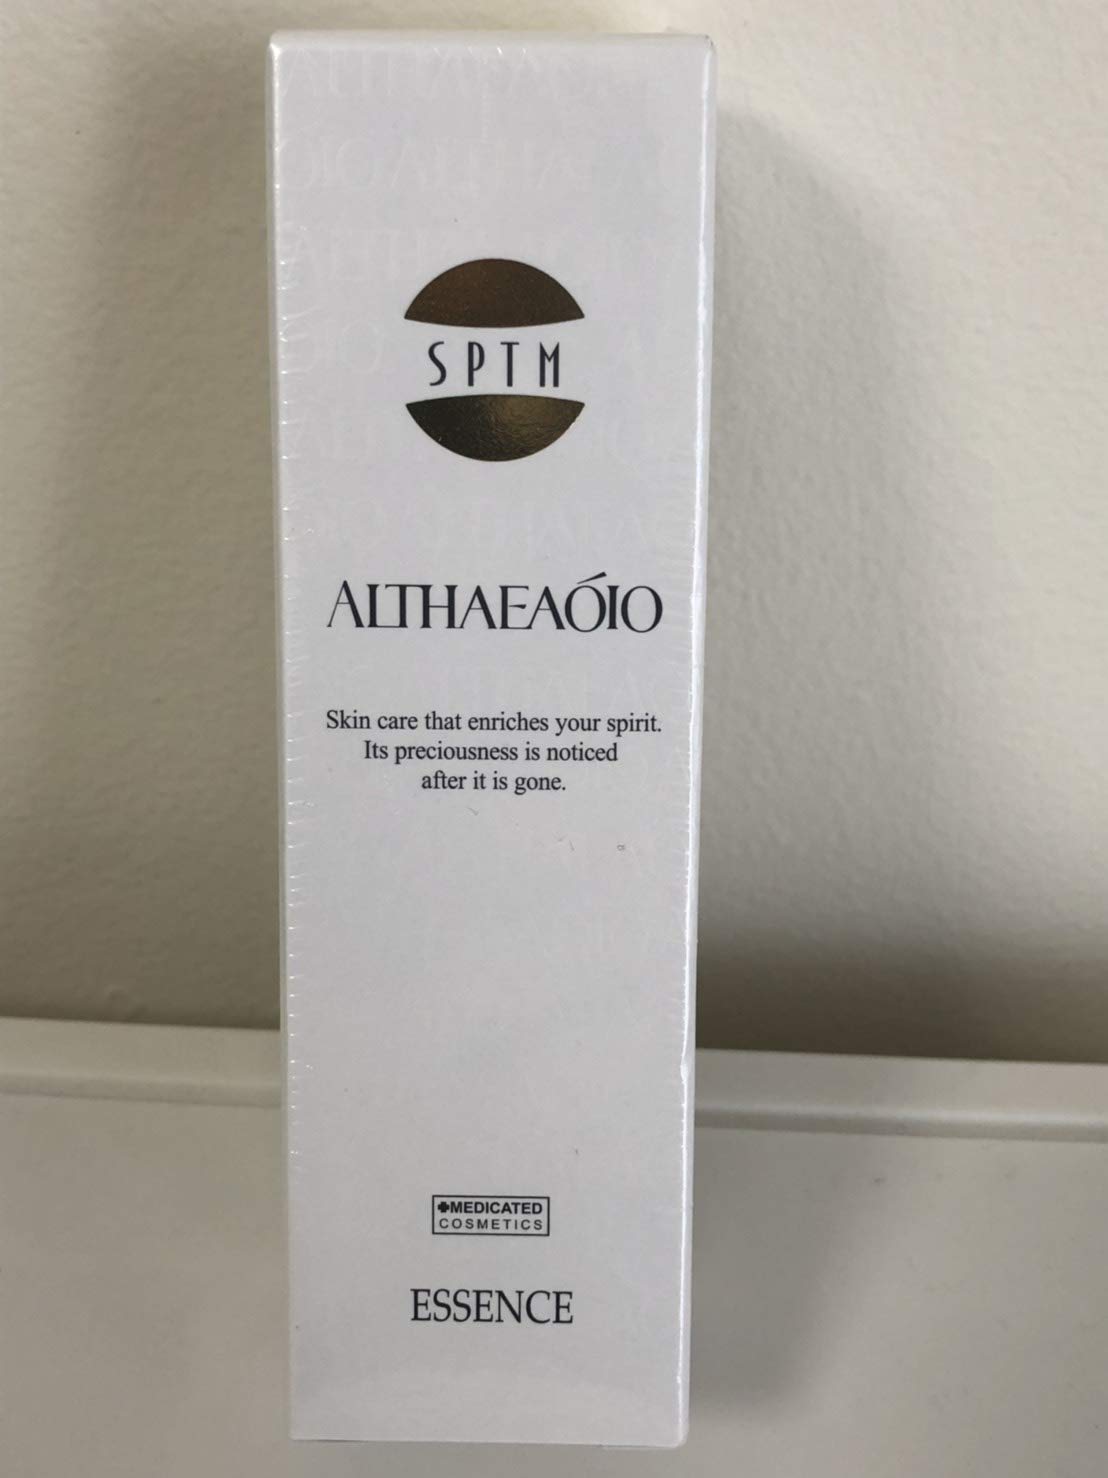 SPTM
ALTHAEAÓIO
Skin care that enriches your spirit.
Its preciousness is noticed
after it is gone.
MEDICATED
COSMETICS
ESSENCE